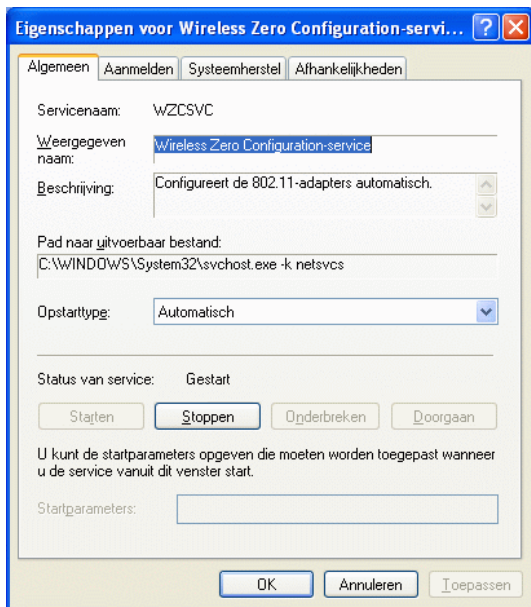 Eigenschappen voor Wireless Zero Configuration-servi...
Algemeen Aanmelden Systeemherstel Afhankelijkheden
Servicenaam: WZCSVC
Weergegeven naam: Wireless Zero Configuration-service
Beschrijving: Configureert de 802.11-adapters automatisch.
Pad naar uitvoerbaar bestand:
C:\WINDOWS\System32\svchost.exe -k netsvcs
Opstarttype: Automatisch
Status van service: Gestart
Starten Stoppen Onderbreken Doorgaan
U kunt de startparameters opgeven die moeten worden toegepast wanneer
u de service vanuit dit venster start.
Startparameters:
OK Annuleren Toepassen